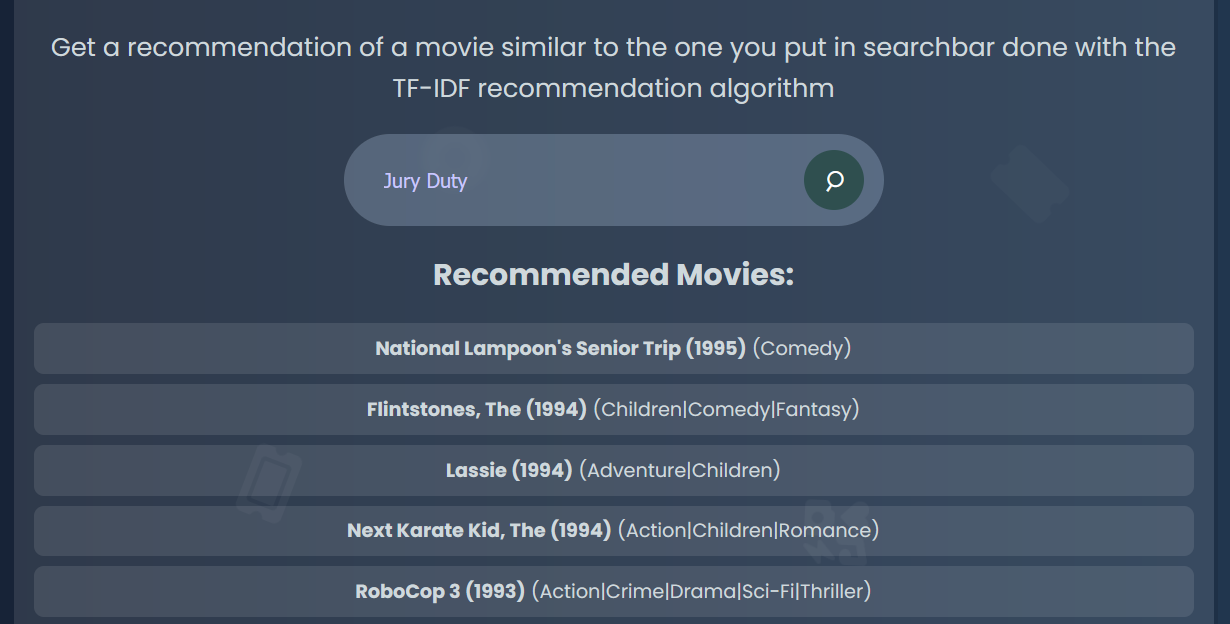 Get a recommendation of a movie similar to the one you put in searchbar done with the
TF-IDF recommendation algorithm
Jury Duty
Recommended Movies:
National Lampoon's Senior Trip (1995) (Comedy)
Flintstones, The (1994) (Children|Comedy|Fantasy)
Lassie (1994) (Adventure|Children)
Next Karate Kid, The (1994) (Action|Children|Romance)
RoboCop 3 (1993) (Action|Crime|Drama|Sci-Fi|Thriller)